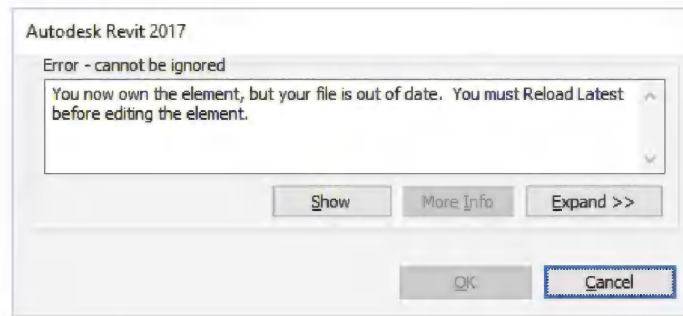 Autodesk Revit 2017
Error - cannot be ignored
You now own the element, but your file is out of date. You must Reload Latest
before editing the element.
Show
More Info
Expand >>
OK
Cancel